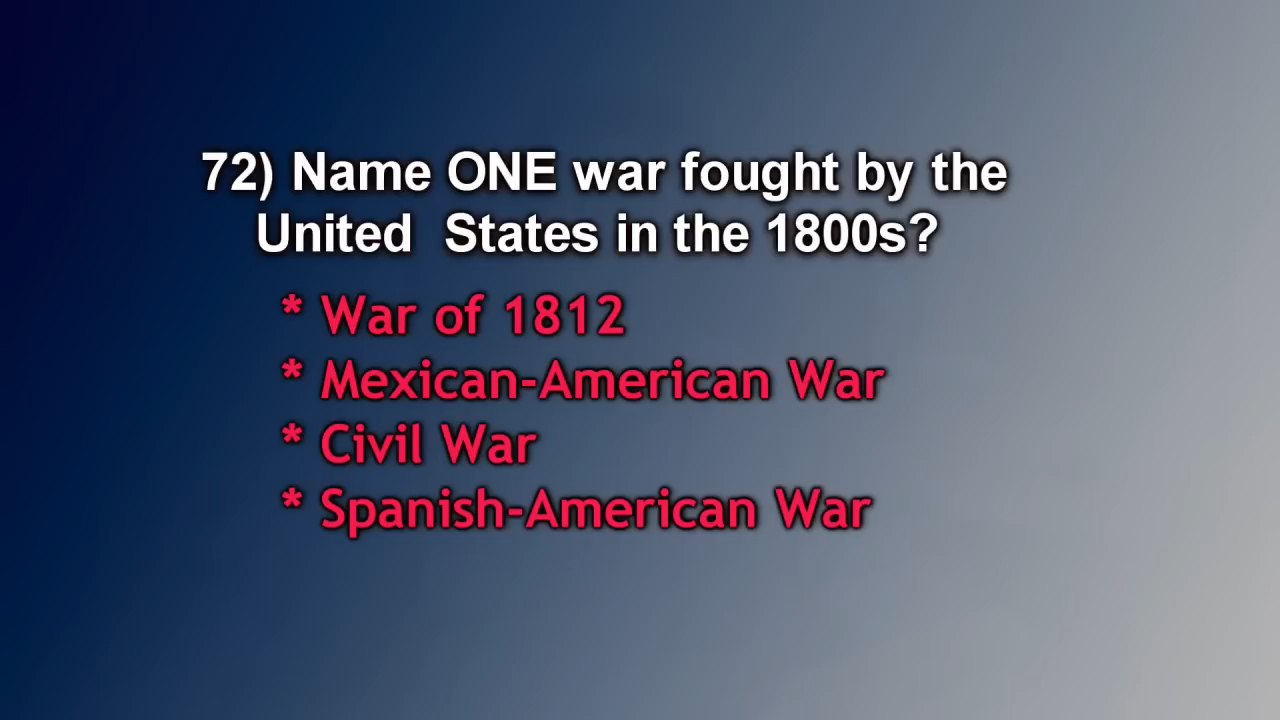 72) Name ONE war fought by the
United  States in the 1800s?
* War of 1812
* Mexican-American War
* Civil War
* Spanish-American War